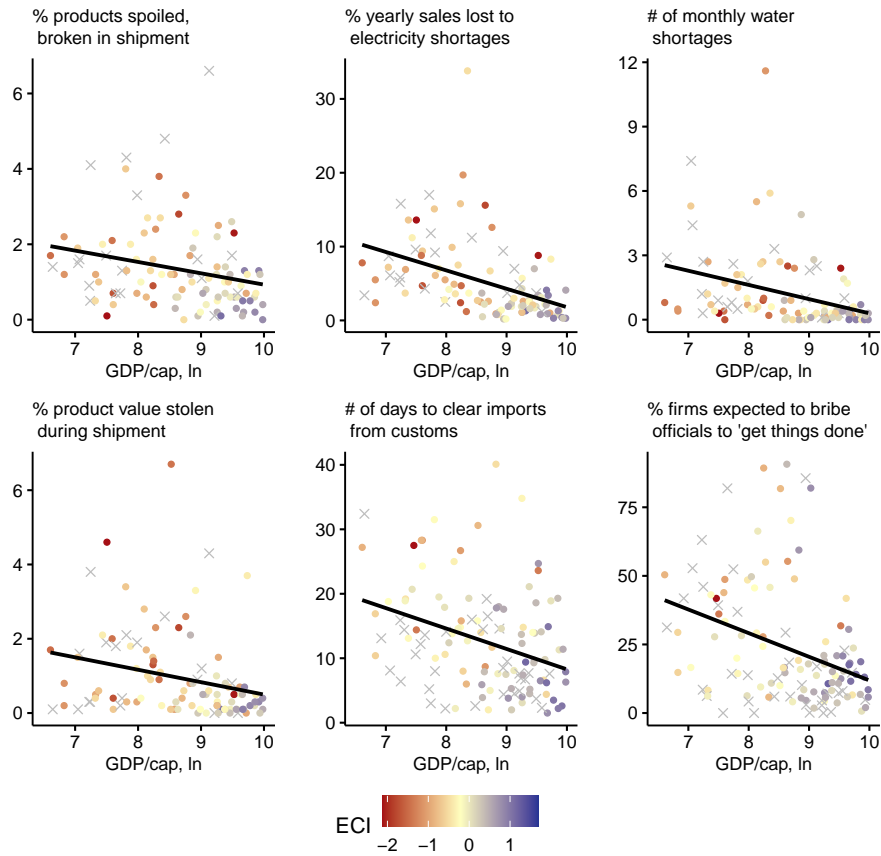 % products spoiled,
broken in shipment
6
4
2
0
7 8 9 10
GDP/cap, ln
% yearly sales lost to
electricity shortages
30
20
10
0
7 8 9 10
GDP/cap, ln
# of monthly water
shortages
12
9
6
3
0
7 8 9 10
GDP/cap, ln
% product value stolen
during shipment
6
4
2
0
7 8 9 10
GDP/cap, ln
# of days to clear imports
from customs
40
30
20
10
0
7 8 9 10
GDP/cap, ln
% firms expected to bribe
officials to 'get things done'
75
50
25
0
7 8 9 10
GDP/cap, ln
ECI
−2 −1 0 1